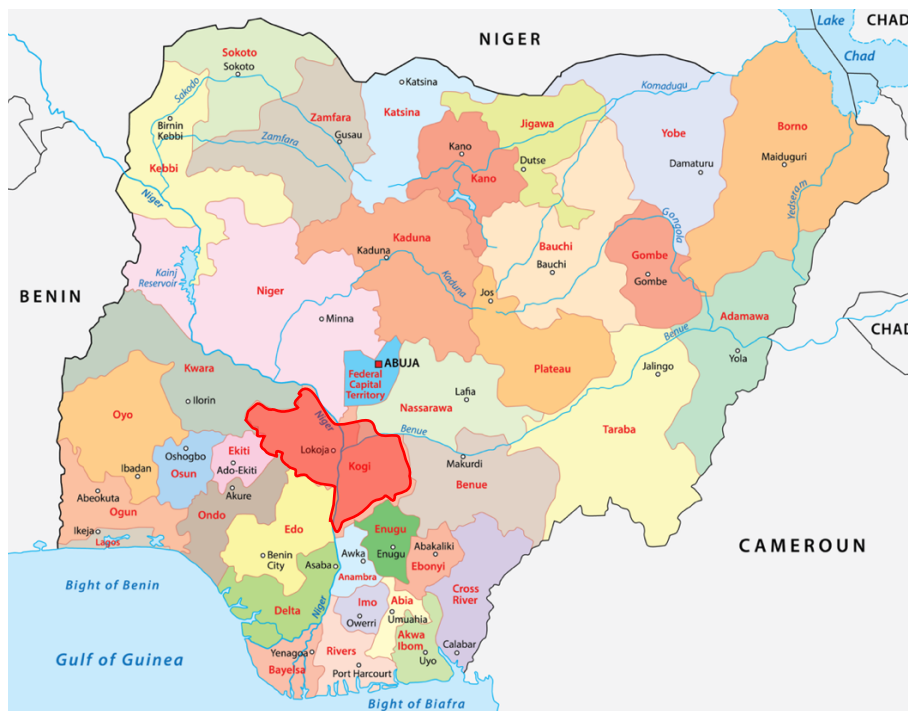 NIGER
Lake
CHAD
Chad
Sokoto
Sokoto
Katsina
Katsina
Komadugu
Sakodo
Zamfara
Gusau
Birnin
Kebbi
Kebbi
Zamfara
Jigawa
Kano
Kano
Dutse
Yobe
Damaturu
Borno
Maiduguri
Yedseram
Niger
Kainj
Reservoir
Niger
Minna
Kaduna
Kaduna
Kaduna
Bauchi
Bauchi
Gongola
Gombe
Gombe
Jos
BENIN
Adamawa
CHAD
Yola
Benue
ABUJA
Federal
Capital
Territory
Plateau
Jalingo
Taraba
Kwara
Ilorin
Nassarawa
Lafia
Oyo
Ibadan
Oshogbo
Osun
Ekiti
Ado-Ekiti
Akure
Niger
Lokoja
Kogi
Benue
Makurdi
Benue
Abeokuta
Ogun
Ikeja
Lagos
Ondo
Edo
Benin
City
Asaba
Awka
Anambra
Enugu
Enugu
Abakaliki
Ebonyi
CAMEROUN
Bight of Benin
Delta
Niger
Imo
Owerri
Abia
Umuahia
Cross
River
Akwa
Ibom
Uyo
Calabar
Gulf of Guinea
Yenagoa
Bayelsa
Rivers
Port Harcourt
Bight of Biafra